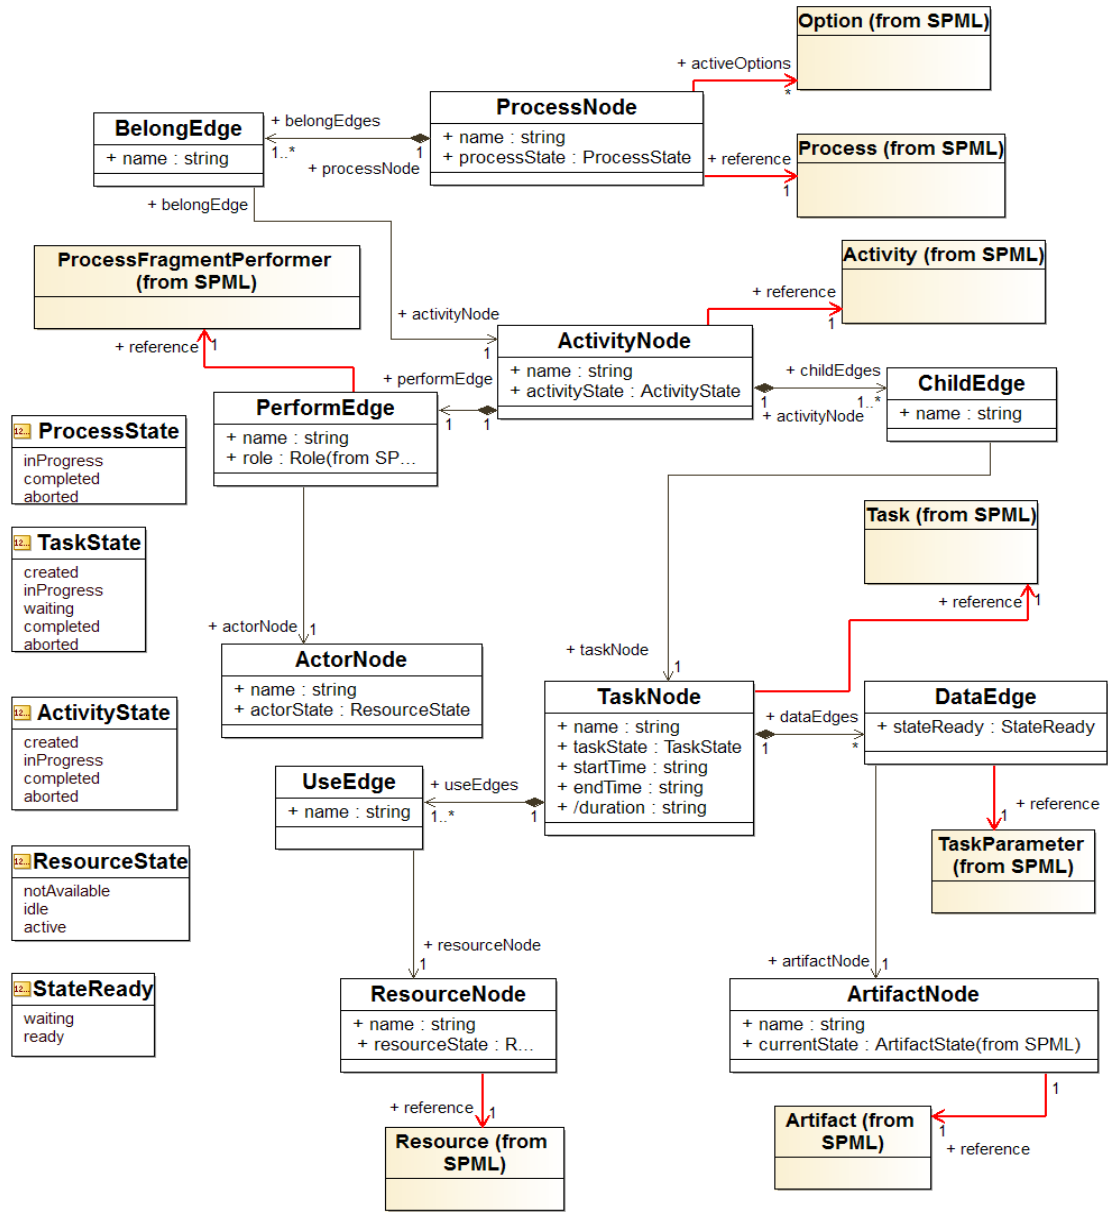 Option (from SPML)
+ activeOptions
*
ProcessNode
+ name : string
+ processState : ProcessState
BelongEdge
+ name : string
+ belongEdges
1..*
1
+ processNode
+ reference
1
Process (from SPML)
+ belongEdge
ProcessFragmentPerformer
(from SPML)
Activity (from SPML)
+ reference
1
+ activityNode
1
+ reference
1
ActivityNode
+ name : string
+ activityState : ActivityState
+ performEdge
1
1
+ childEdges
1
1..*
+ activityNode
ChildEdge
+ name : string
PerformEdge
+ name : string
+ role : Role(from SP...
12...
ProcessState
inProgress
completed
aborted
Task (from SPML)
12...
TaskState
created
inProgress
waiting
completed
aborted
+ reference
1
+ actorNode
1
+ taskNode
1
ActorNode
+ name : string
+ actorState : ResourceState
12...
ActivityState
created
inProgress
completed
aborted
TaskNode
+ name : string
+ taskState : TaskState
+ startTime : string
+ endTime : string
+ /duration : string
+ dataEdges
1
*
DataEdge
+ stateReady : StateReady
UseEdge
+ name : string
+ useEdges
1..*
1
+ reference
1
TaskParameter
(from SPML)
12...
ResourceState
notAvailable
idle
active
+ resourceNode
1
+ artifactNode
1
12...
StateReady
waiting
ready
ResourceNode
+ name : string
+ resourceState : R...
ArtifactNode
+ name : string
+ currentState : ArtifactState(from SPML)
+ reference
1
1
Resource (from
SPML)
Artifact (from
SPML)
1
+ reference